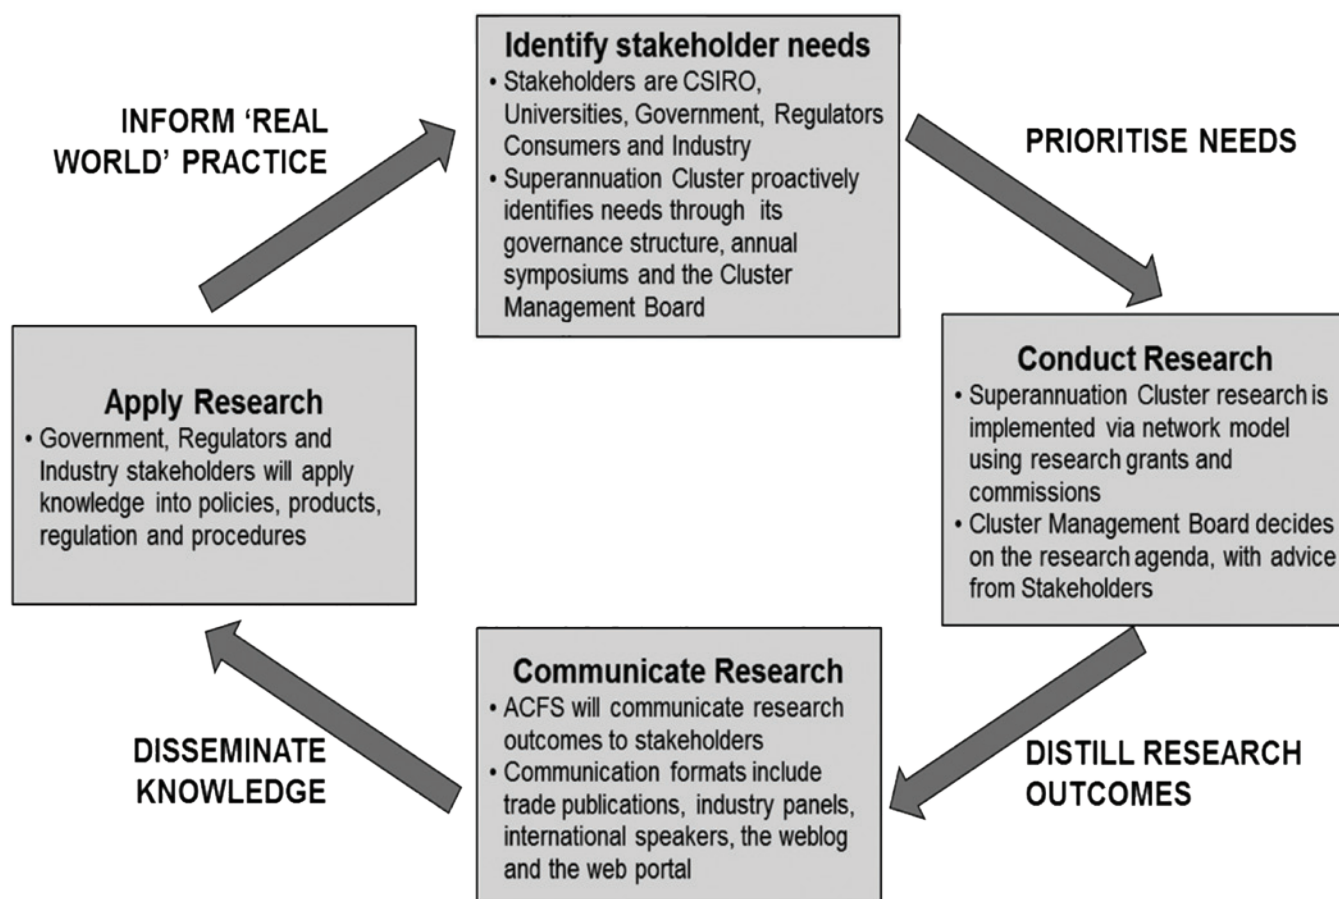 Identify stakeholder needs
• Stakeholders are CSIRO,
Universities, Government, Regulators
Consumers and Industry
• Superannuation Cluster proactively
identifies needs through its
governance structure, annual
symposiums and the Cluster
Management Board
PRIORITISE NEEDS
Conduct Research
• Superannuation Cluster research is
implemented via network model
using research grants and
commissions
• Cluster Management Board decides
on the research agenda, with advice
from Stakeholders
DISTILL RESEARCH
OUTCOMES
Communicate Research
• ACFS will communicate research
outcomes to stakeholders
• Communication formats include
trade publications, industry panels,
international speakers, the weblog
and the web portal
DISSEMINATE
KNOWLEDGE
Apply Research
• Government, Regulators and
Industry stakeholders will apply
knowledge into policies, products,
regulation and procedures
INFORM ‘REAL
WORLD’ PRACTICE